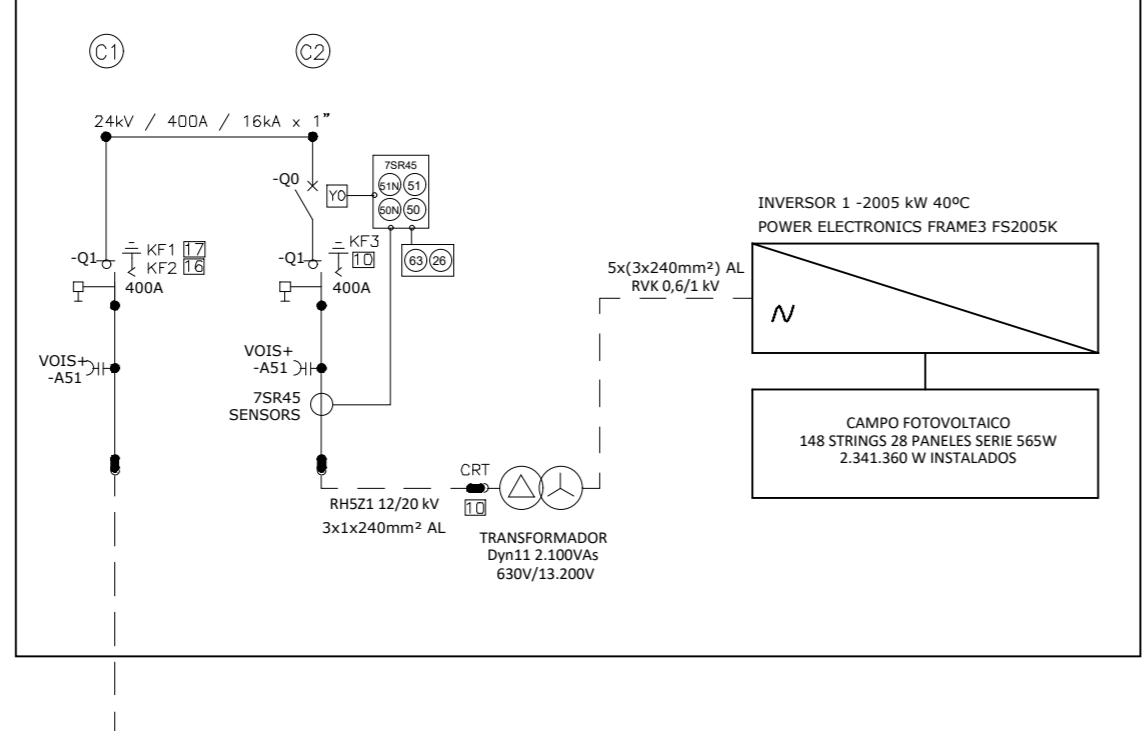 C1
C2
24kV / 400A / 16kA x 1”
-Q0
Y0
7SR45
51N 51
50N 50
63 26
-Q1
KF1 17
KF2 16
400A
-Q1
KF3
10
400A
VOIS+
-A51
VOIS+
-A51
7SR45
SENSORS
RH5Z1 12/20 kV
3x1x240mm² AL
CRT
10
TRANSFORMADOR
Dyn11 2.100VAs
630V/13.200V
5x(3x240mm²) AL
RVK 0,6/1 kV
INVERSOR 1 -2005 kW 40ºC
POWER ELECTRONICS FRAME3 FS2005K
CAMPO FOTOVOLTAICO
148 STRINGS 28 PANELES SERIE 565W
2.341.360 W INSTALADOS